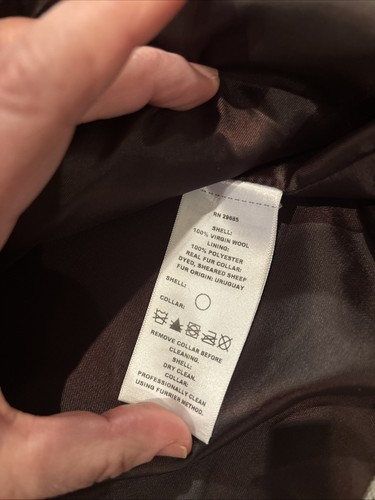 RN 29685
SHELL:
100% VIRGIN WOOL
LINING:
100% POLYESTER
REAL FUR COLLAR:
DYED, SHEARED SHEEP
FUR ORIGIN: URUGUAY
SHELL:
COLLAR:
REMOVE COLLAR BEFORE
CLEANING.
SHELL:
DRY CLEAN.
COLLAR:
PROFESSIONALLY CLEAN
USING FURRIER METHOD.